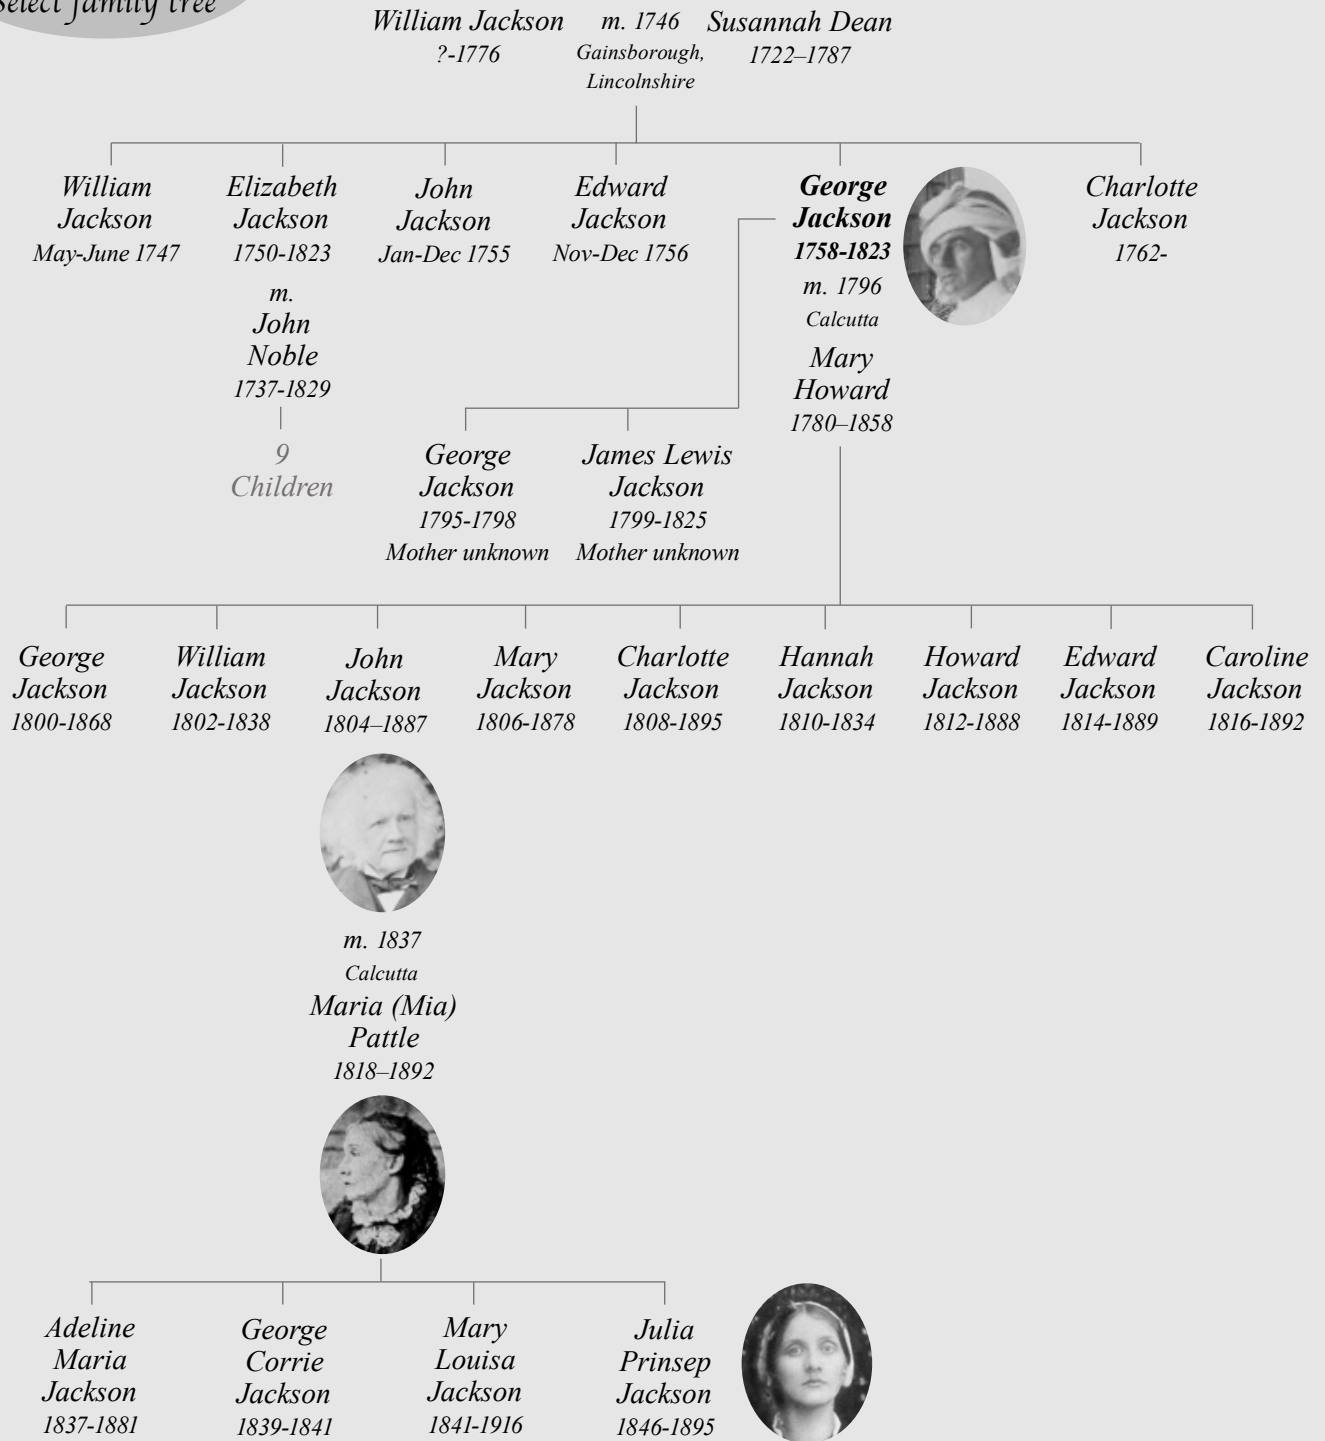 Select family tree
William Jackson m. 1746 Susannah Dean
?-1776 Gainsborough, 1722–1787
Lincolnshire
William
Jackson
May-June 1747
Elizabeth
Jackson
1750-1823
m.
John
Noble
1737-1829
9
Children
John
Jackson
Jan-Dec 1755
Edward
Jackson
Nov-Dec 1756
George
Jackson
1758-1823
m. 1796
Calcutta
Mary
Howard
1780–1858
Charlotte
Jackson
1762-
George
Jackson
1795-1798
Mother unknown
James Lewis
Jackson
1799-1825
Mother unknown
George
Jackson
1800-1868
William
Jackson
1802-1838
John
Jackson
1804–1887
Mary
Jackson
1806-1878
Charlotte
Jackson
1808-1895
Hannah
Jackson
1810-1834
Howard
Jackson
1812-1888
Edward
Jackson
1814-1889
Caroline
Jackson
1816-1892
m. 1837
Calcutta
Maria (Mia)
Pattle
1818–1892
Adeline
Maria
Jackson
1837-1881
George
Corrie
Jackson
1839-1841
Mary
Louisa
Jackson
1841-1916
Julia
Prinsep
Jackson
1846-1895